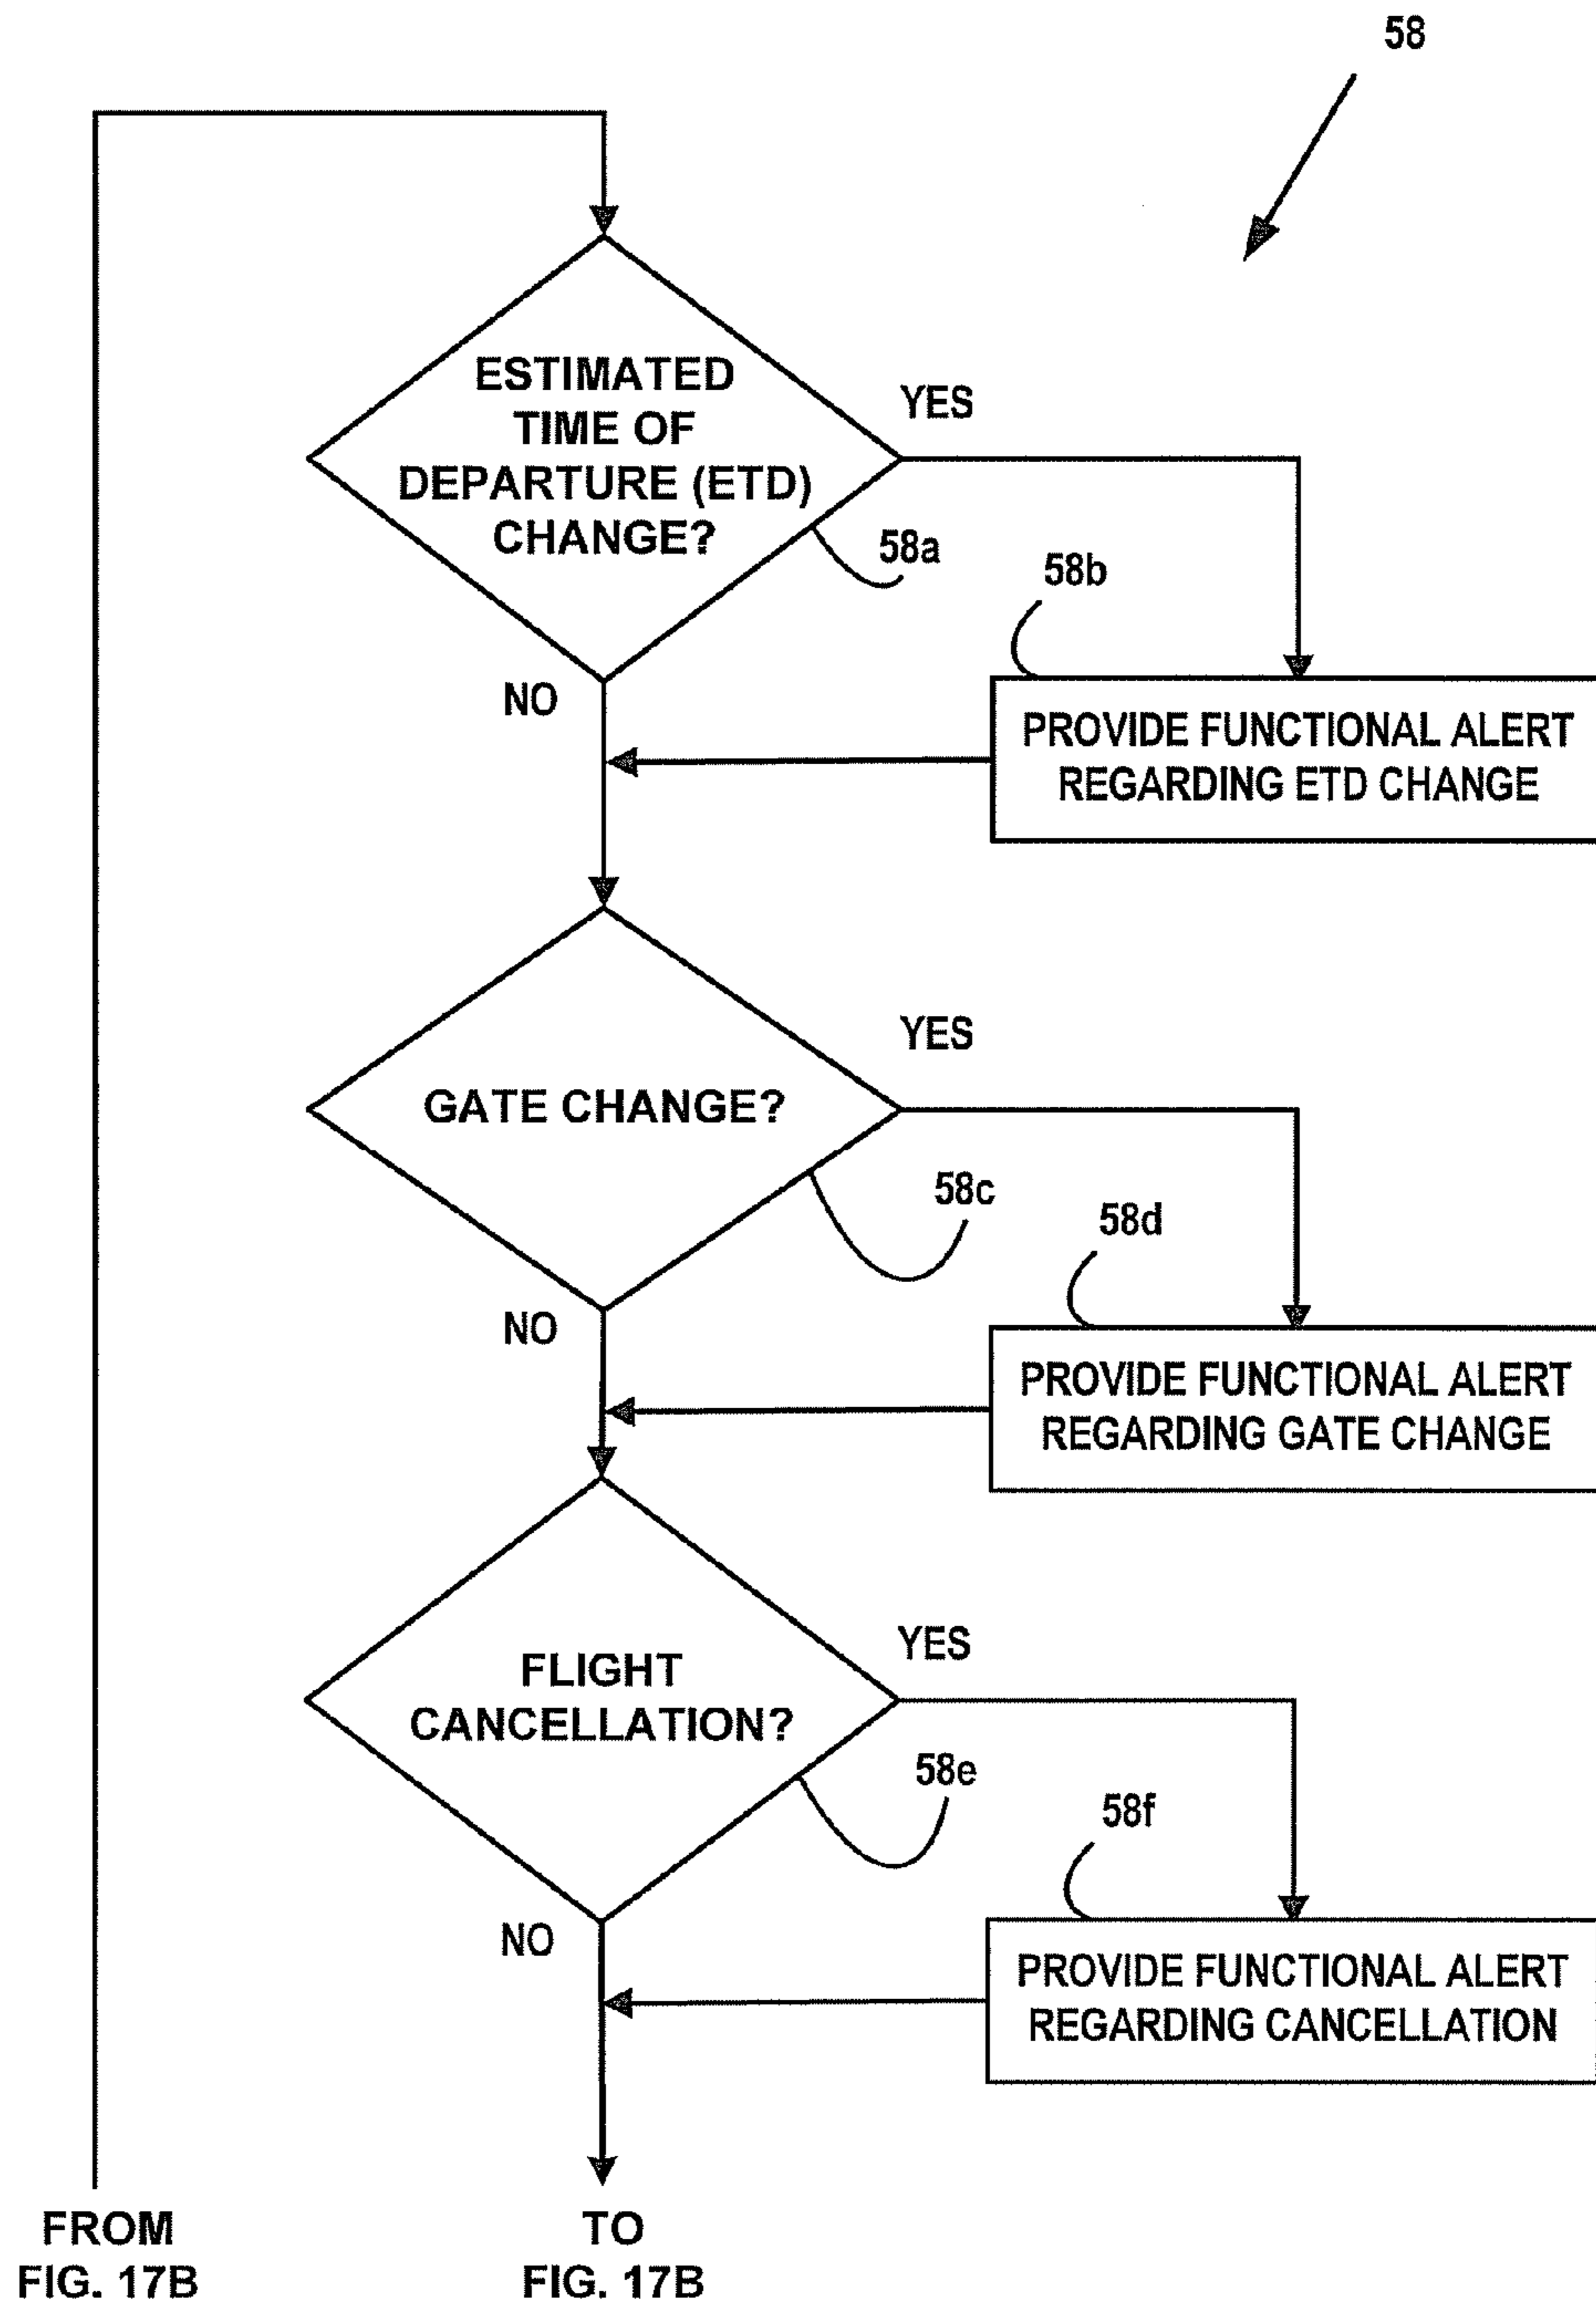 58
ESTIMATED
TIME OF
DEPARTURE (ETD)
CHANGE?
YES
58a
58b
NO
PROVIDE FUNCTIONAL ALERT
REGARDING ETD CHANGE
GATE CHANGE?
YES
58c
58d
NO
PROVIDE FUNCTIONAL ALERT
REGARDING GATE CHANGE
FLIGHT
CANCELLATION?
YES
58e
58f
NO
PROVIDE FUNCTIONAL ALERT
REGARDING CANCELLATION
FROM
FIG. 17B
TO
FIG. 17B